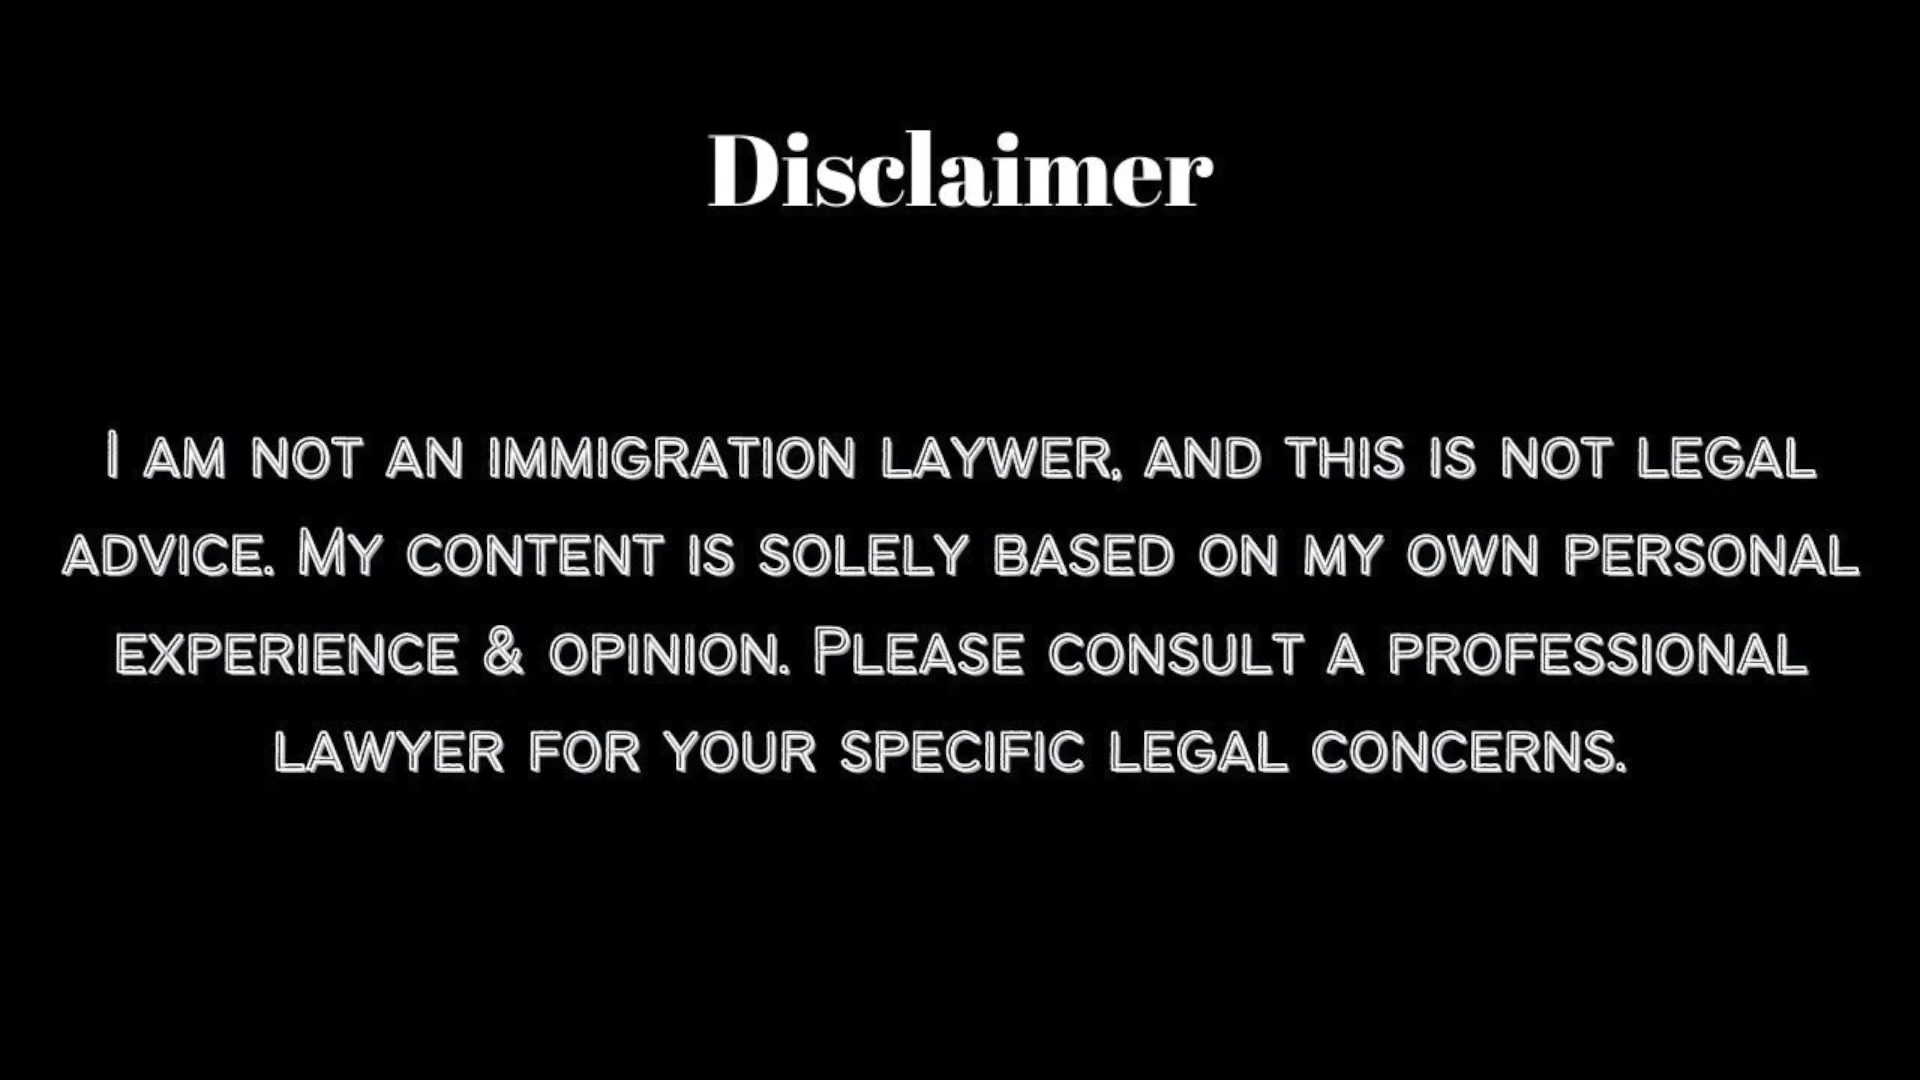 Disclaimer
I am not an immigration laywer, and this is not legal
advice. My content is solely based on my own personal
experience & opinion. Please consult a professional
lawyer for your specific legal concerns.